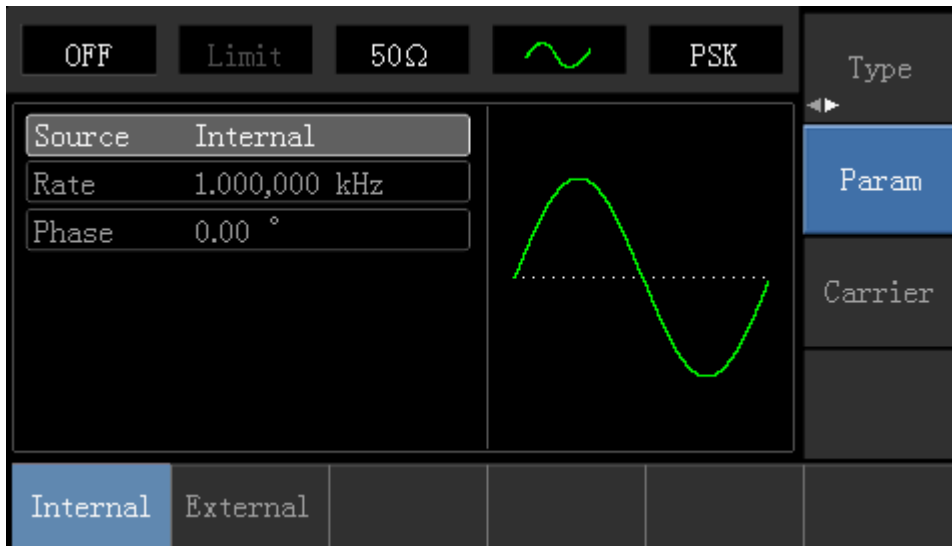 OFF Limit 50Ω PSK
Type
Source Internal
Rate 1.000,000 kHz
Phase 0.00 °
Param
Carrier
Internal External